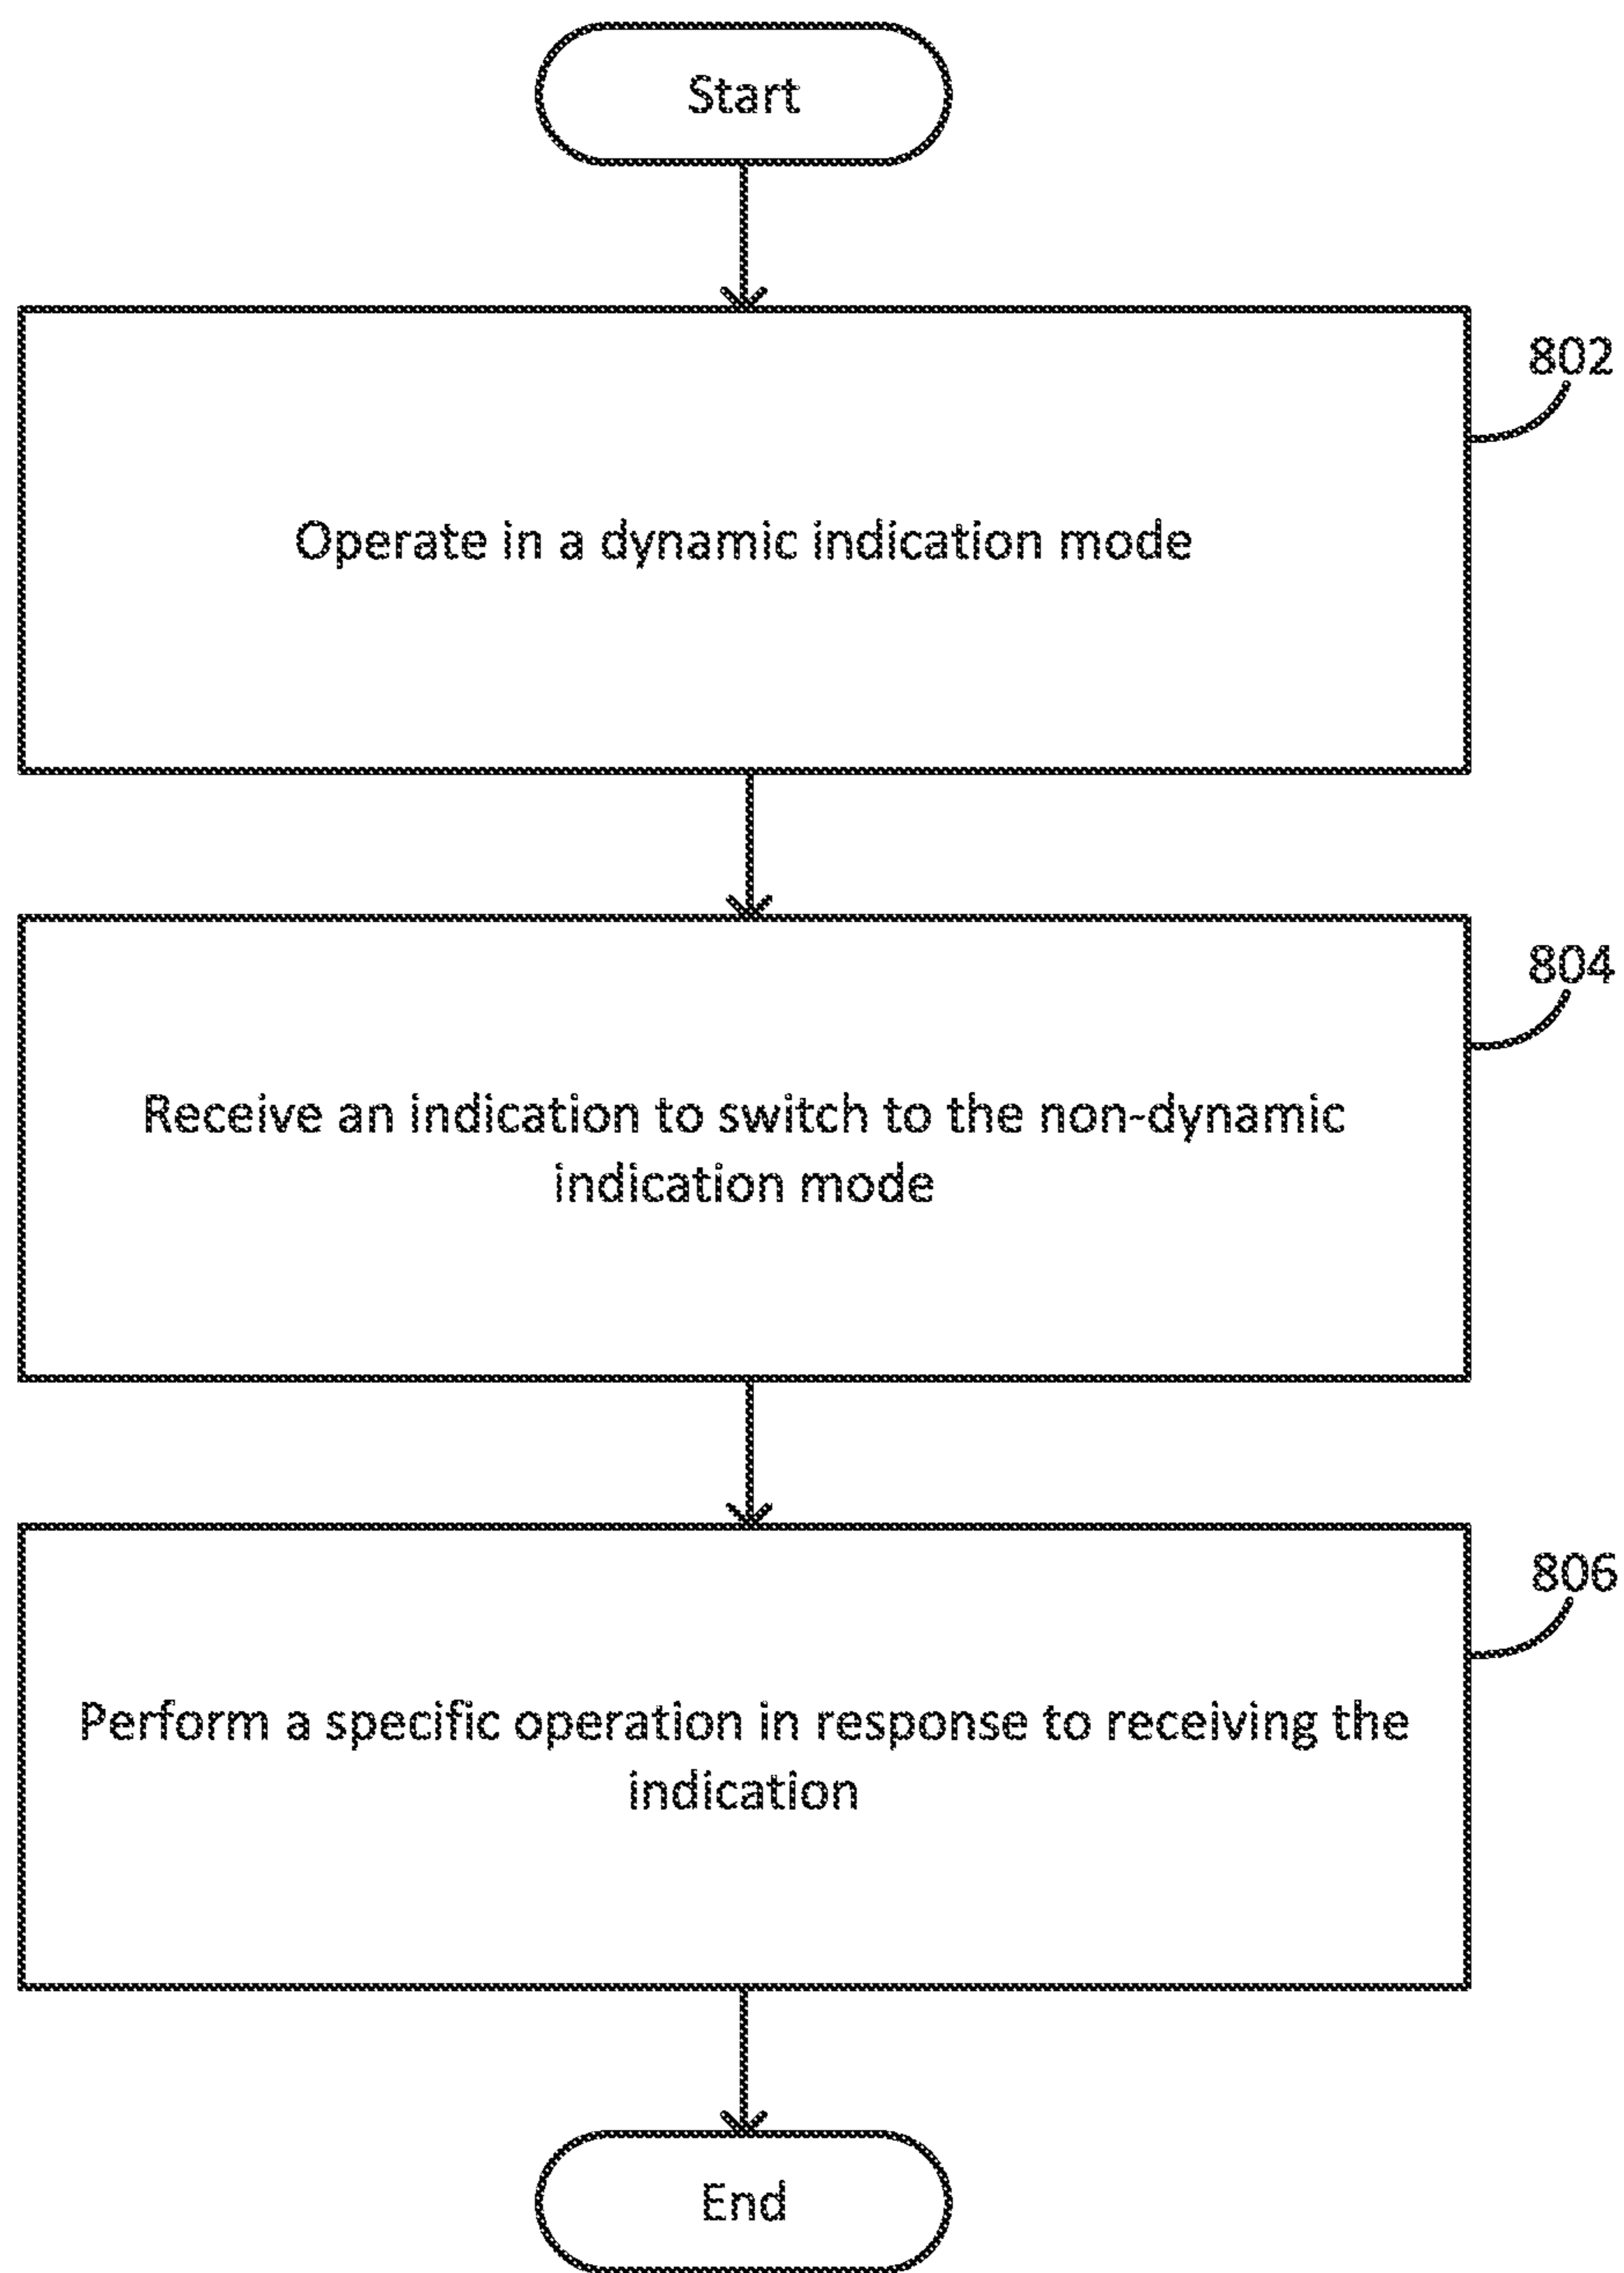 Start
802
Operate in a dynamic indication mode
804
Receive an indication to switch to the non-dynamic
indication mode
806
Perform a specific operation in response to receiving the
indication
End